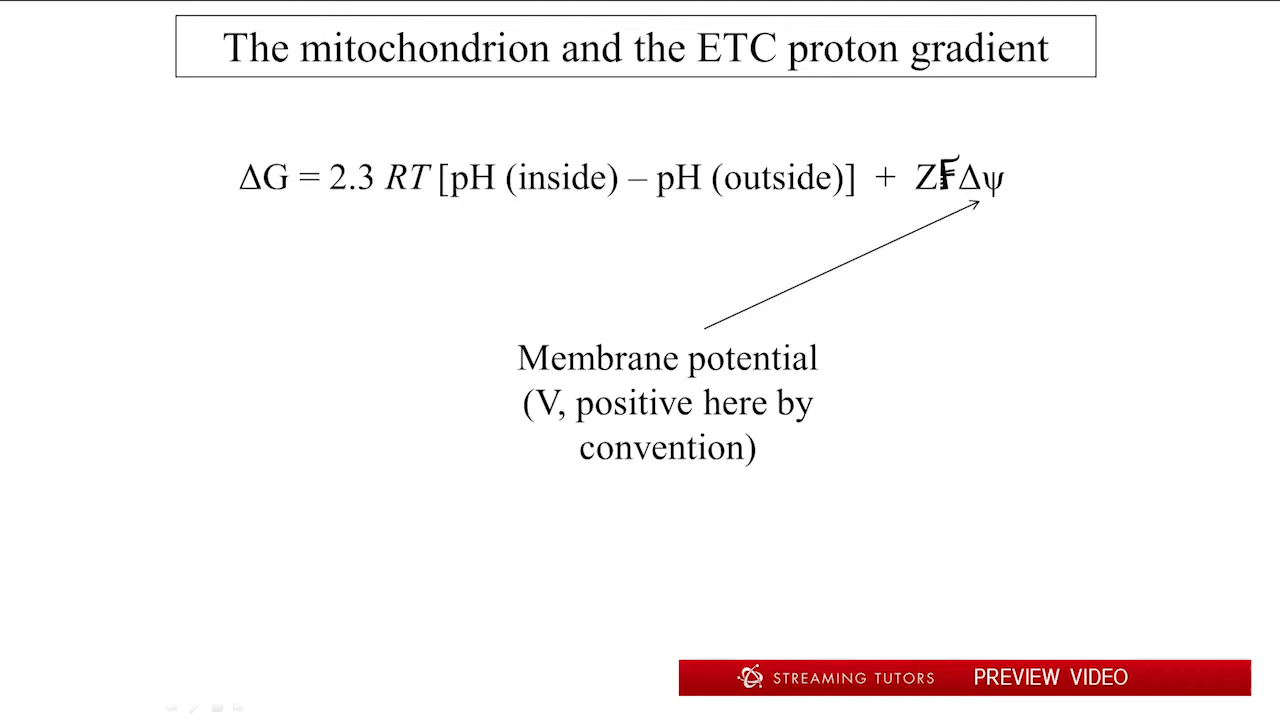 The mitochondrion and the ETC proton gradient
ΔG = 2.3 RT [pH (inside) – pH (outside)] + Z₣Δψ
Membrane potential
(V, positive here by
convention)
STREAMING TUTORS PREVIEW VIDEO